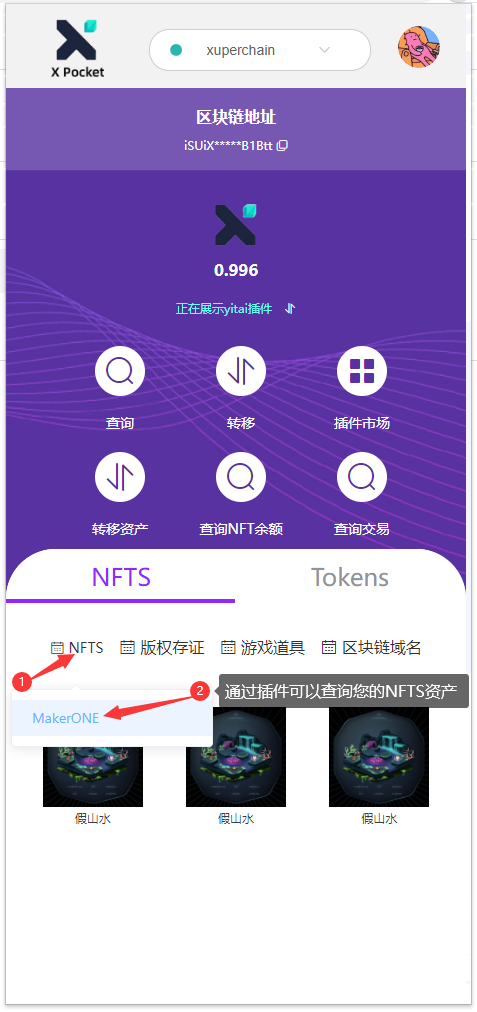 X Pocket
xuperchain
区块链地址
iSUiX*****B1Btt
0.996
正在展示yitai插件
查询
转移
插件市场
转移资产
查询NFT余额
查询交易
NFTS
Tokens
NFTS
版权存证
游戏道具
区块链域名
1
2
通过插件可以查询您的NFTS资产
MakerONE
假山水
假山水
假山水